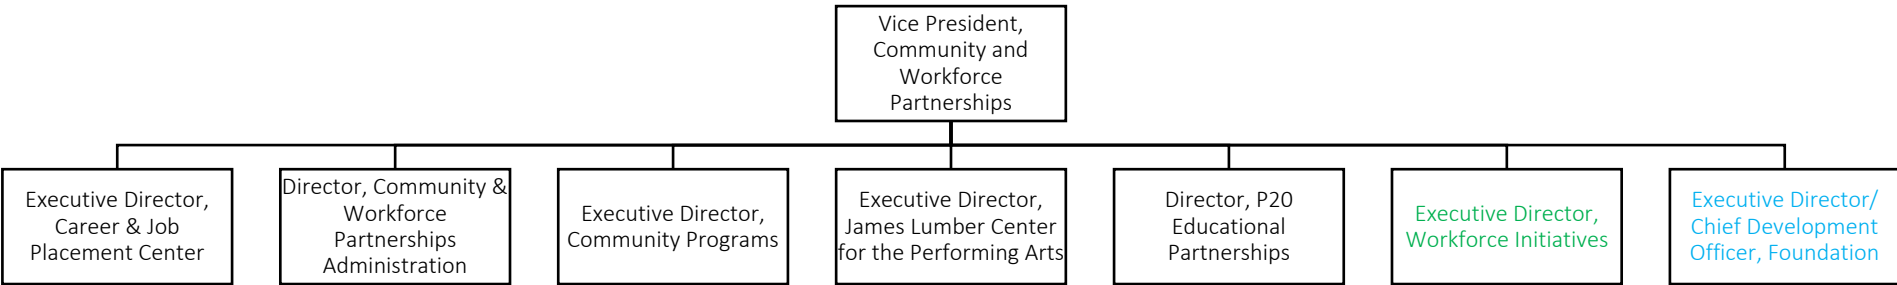 Vice President,
Community and
Workforce
Partnerships
Executive Director,
Career & Job
Placement Center
Director, Community &
Workforce
Partnerships
Administration
Executive Director,
Community Programs
Executive Director,
James Lumber Center
for the Performing Arts
Director, P20
Educational
Partnerships
Executive Director,
Workforce Initiatives
Executive Director/
Chief Development
Officer, Foundation